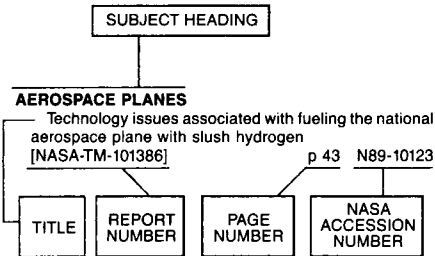 SUBJECT HEADING
AEROSPACE PLANES
Technology issues associated with fueling the national
aerospace plane with slush hydrogen
[NASA-TM-101386] p 43 N89-10123
TITLE
REPORT
NUMBER
PAGE
NUMBER
NASA
ACCESSION
NUMBER